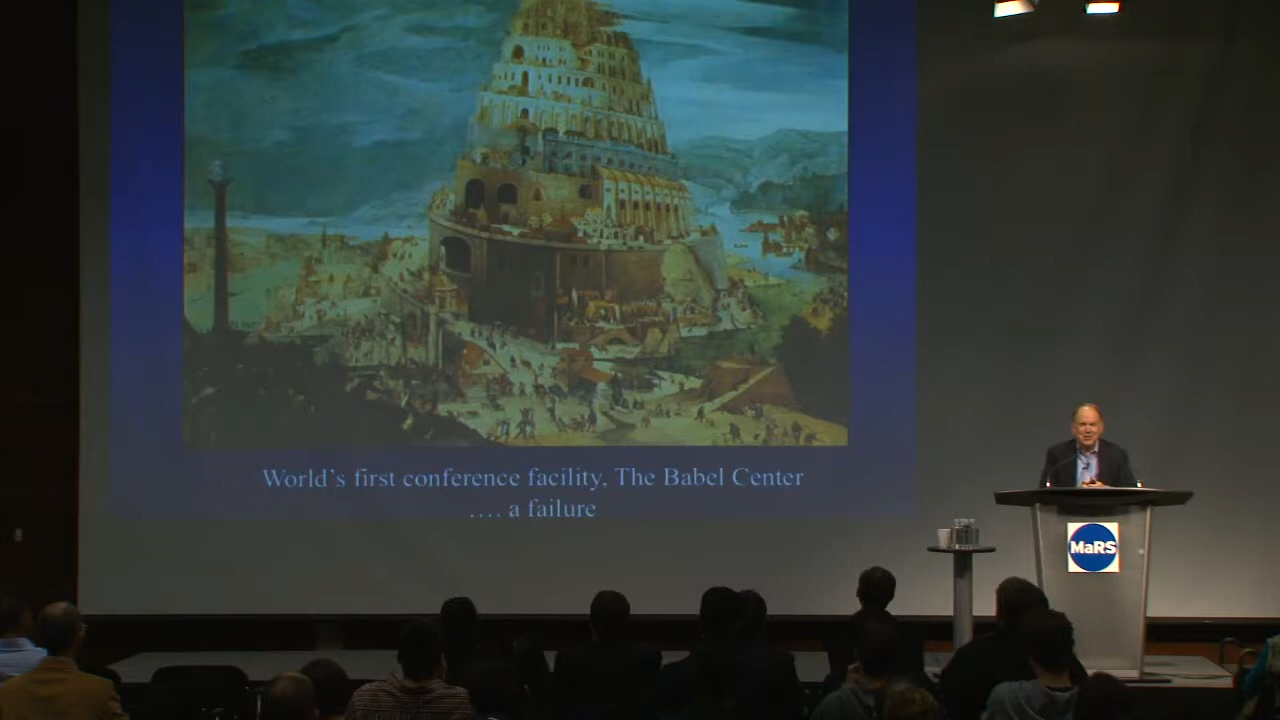 World's first conference facility, The Babel Center
.... a failure
MaRS